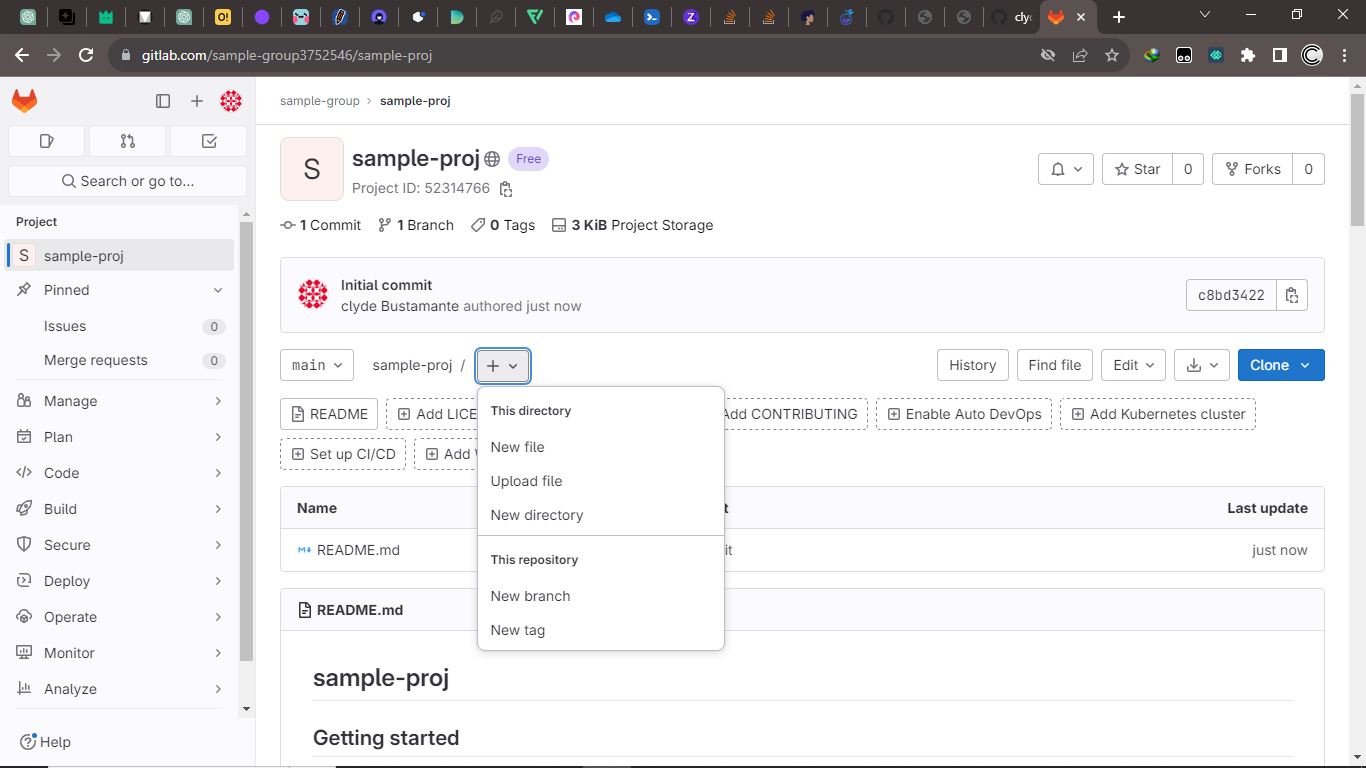 clyc
gitlab.com/sample-group3752546/sample-proj
sample-group › sample-proj
Search or go to...
Project
S sample-proj
Pinned
Issues 0
Merge requests 0
Manage
Plan
Code
Build
Secure
Deploy
Operate
Monitor
Analyze
Help
S
sample-proj Free
Project ID: 52314766
Star 0 Forks 0
1 Commit 1 Branch 0 Tags 3 KiB Project Storage
Initial commit
clyde Bustamante authored just now
c8bd3422
main sample-proj / History Find file Edit Clone
README Add LICE Add CONTRIBUTING Enable Auto DevOps Add Kubernetes cluster
Set up CI/CD Add
This directory
New file
Upload file
New directory
This repository
New branch
New tag
Name Last update
README.md just now
README.md
sample-proj
Getting started